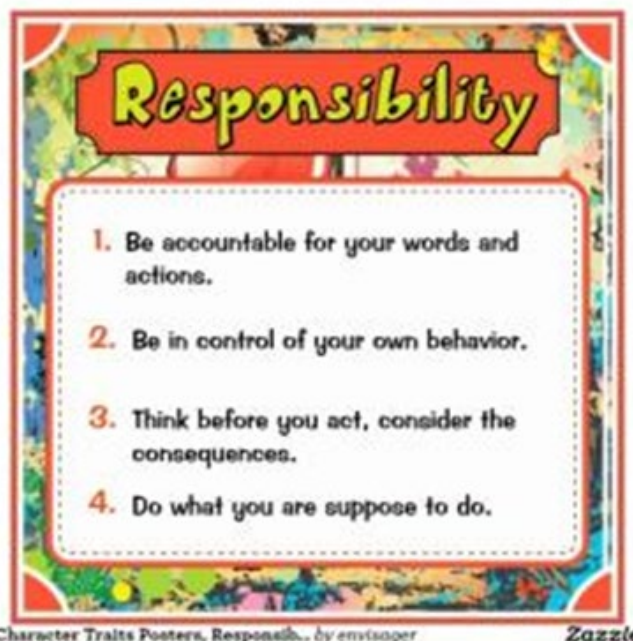 Responsibility
1. Be accountable for your words and
actions.
2. Be in control of your own behavior.
3. Think before you act, consider the
consequences.
4. Do what you are suppose to do.
Character Traits Posters, Responsib... by envisager
Zazzl